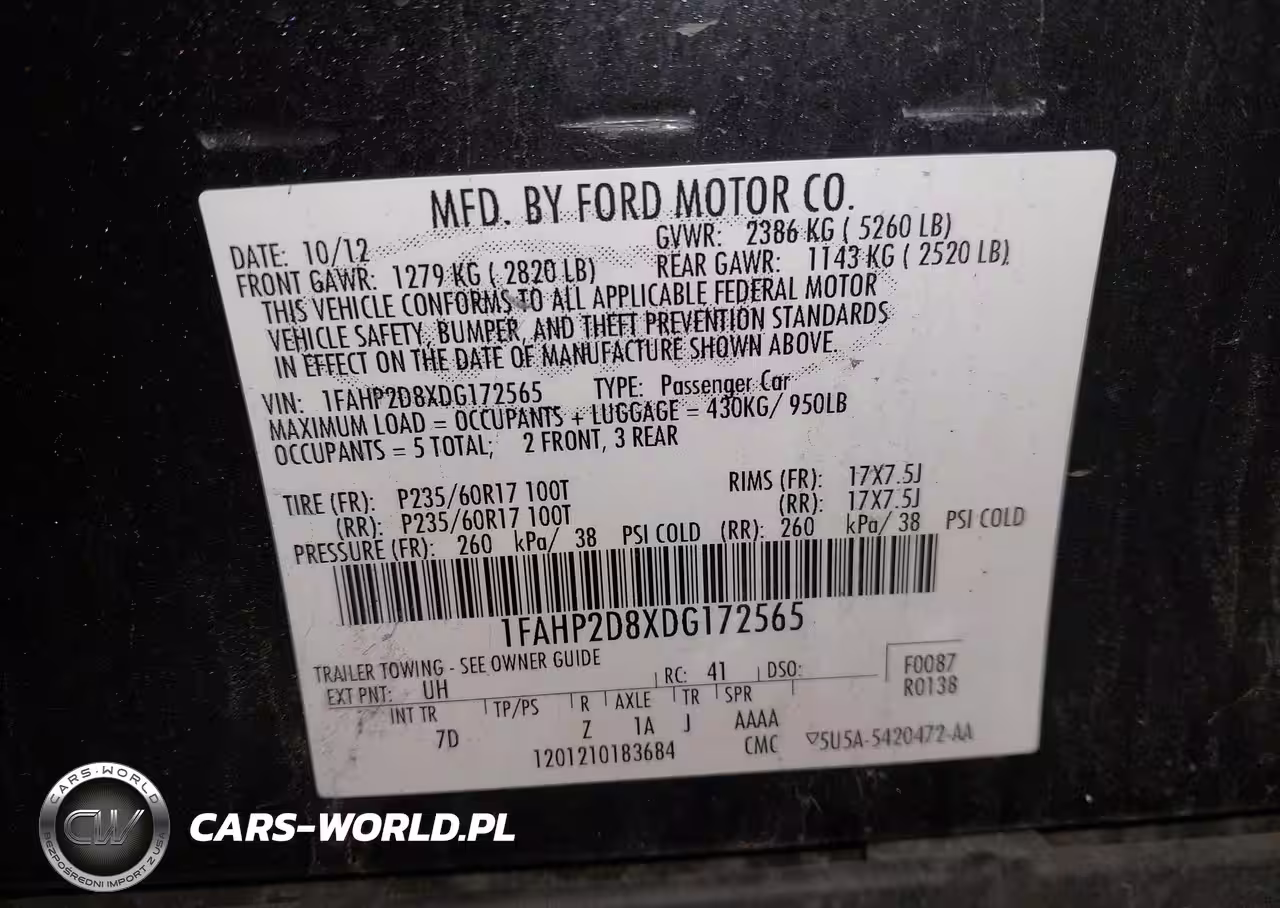 MFD. BY FORD MOTOR CO.
DATE: 10/12 GVWR: 2386 KG ( 5260 LB)
FRONT GAWR: 1279 KG ( 2820 LB) REAR GAWR: 1143 KG ( 2520 LB)
THIS VEHICLE CONFORMS TO ALL APPLICABLE FEDERAL MOTOR
VEHICLE SAFETY, BUMPER, AND THEFT PREVENTION STANDARDS
IN EFFECT ON THE DATE OF MANUFACTURE SHOWN ABOVE.
VIN: 1FAHP2D8XDG172565 TYPE: Passenger Car
MAXIMUM LOAD = OCCUPANTS + LUGGAGE = 430KG/ 950LB
OCCUPANTS = 5 TOTAL; 2 FRONT, 3 REAR
TIRE (FR): P235/60R17 100T RIMS (FR): 17X7.5J
(RR): P235/60R17 100T (RR): 17X7.5J
PRESSURE (FR): 260 kPa/ 38 PSI COLD (RR): 260 kPa/ 38 PSI COLD
1FAHP2D8XDG172565
TRAILER TOWING - SEE OWNER GUIDE
EXT PNT: UH RC: 41 DSO: F0087
R0138
INT TR TP/PS R AXLE TR SPR
7D Z 1A J AAAA
1201210183684 CMC ▽5U5A-5420472-AA
CARS-WORLD
CW
BEZPOŚREDNI IMPORT Z USA
CARS-WORLD.PL